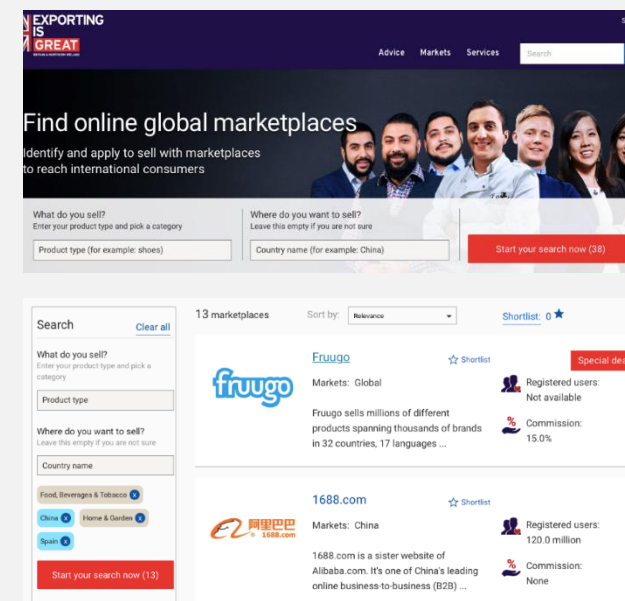 EXPORTING
IS
GREAT
BRITAIN & NORTHERN IRELAND
Advice Markets Services Search
Find online global marketplaces
Identify and apply to sell with marketplaces
to reach international consumers
What do you sell?
Enter your product type and pick a category
Product type (for example: shoes)
Where do you want to sell?
Leave this empty if you are not sure
Country name (for example: China)
Start your search now (38)
Search Clear all
What do you sell?
Enter your product type and pick a
category
Product type
Where do you want to sell?
Leave this empty if you are not sure
Country name
Food, Beverages & Tobacco x
China x Home & Garden x
Spain x
Start your search now (13)
13 marketplaces Sort by: Relevance Shortlist: 0
fruugo
Fruugo Shortlist
Special
Markets: Global
Fruugo sells millions of different
products spanning thousands of brands
in 32 countries, 17 languages ...
Registered users:
Not available
% Commission:
15.0%
阿里巴巴
1688.com
1688.com Shortlist
Markets: China
1688.com is a sister website of
Alibaba.com. It's one of China's leading
online business-to-business (B2B) ...
Registered users:
120.0 million
% Commission:
None